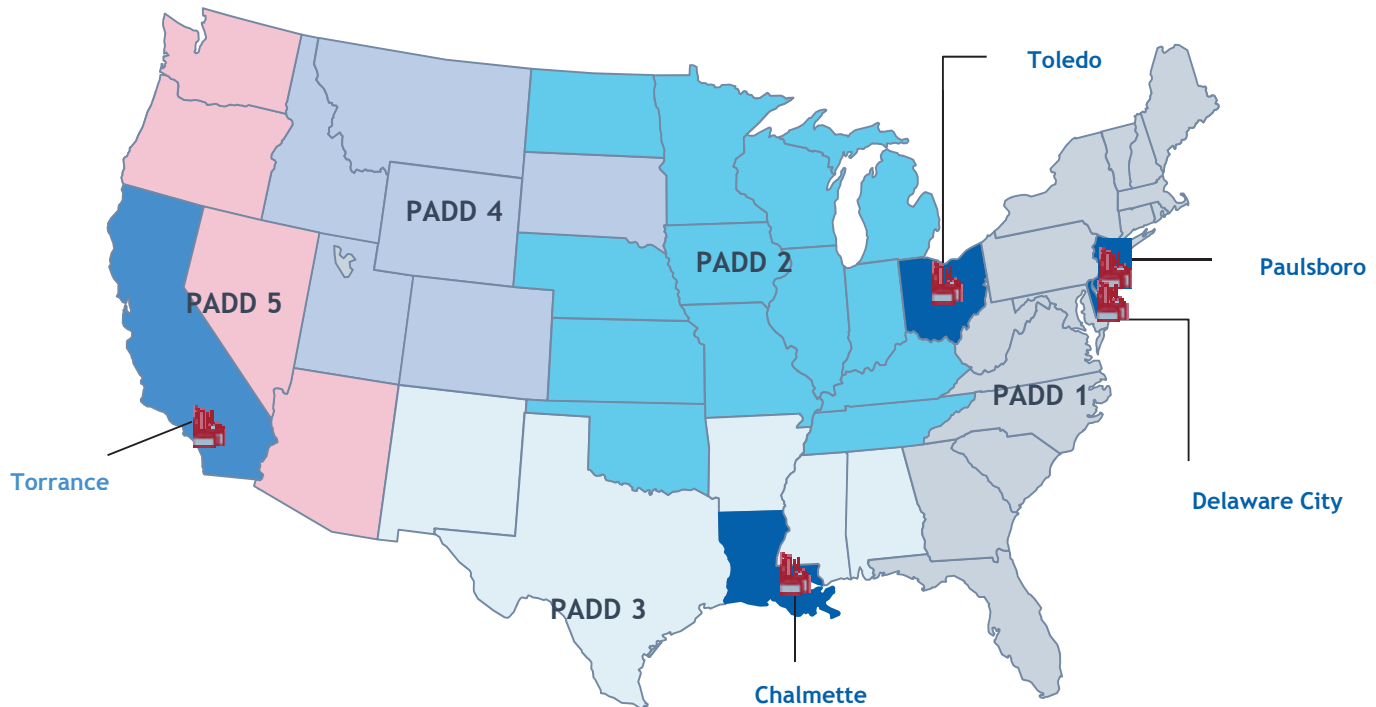 Toledo
PADD 4
PADD 2
Paulsboro
PADD 5
PADD 1
Torrance
Delaware City
PADD 3
Chalmette